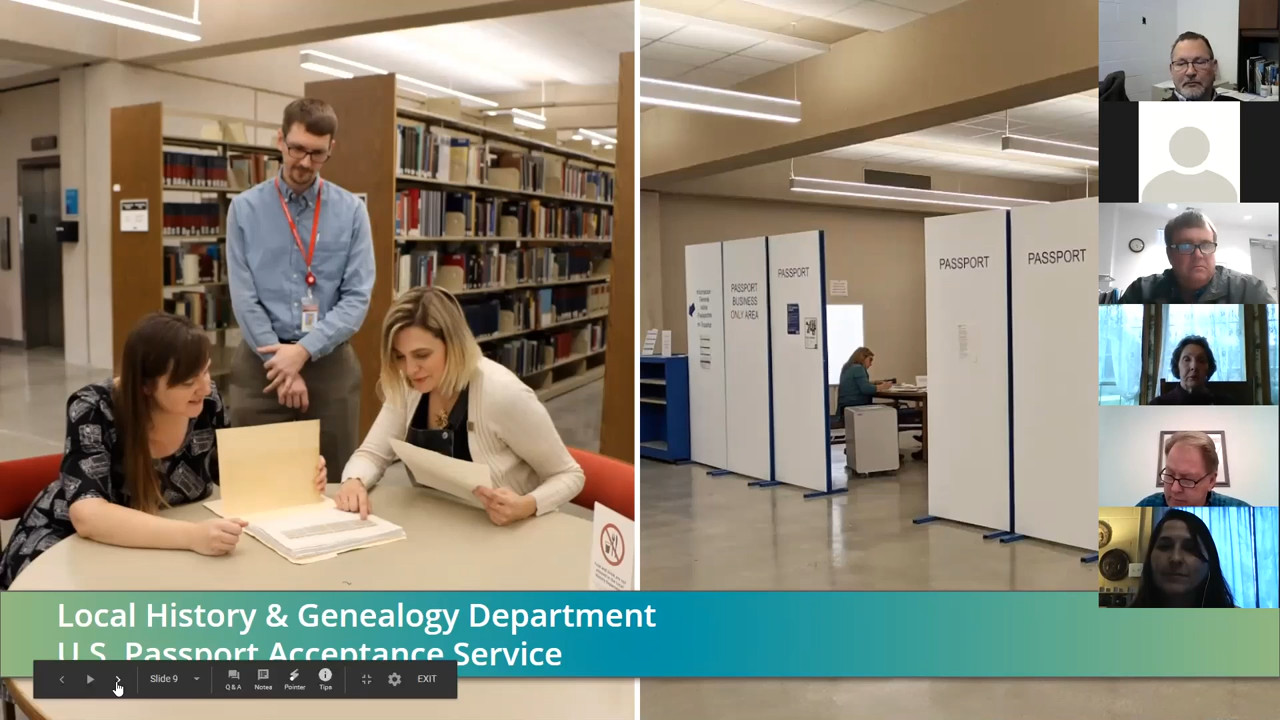 PASSPORT
BUSINESS
ONLY AREA
PASSPORT
PASSPORT
PASSPORT
Local History & Genealogy Department
U.S. Passport Acceptance Service
Slide 9
Q&A
Notes
Pointer
Tips
EXIT